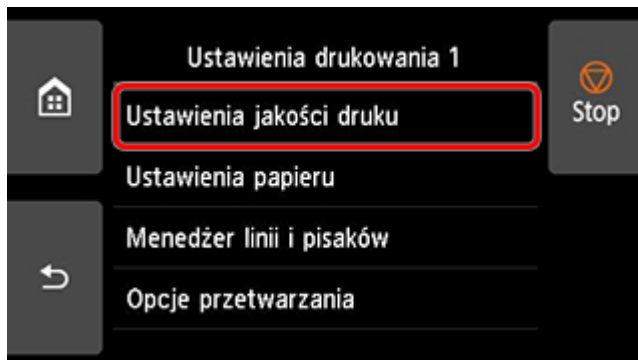 Ustawienia drukowania 1
Ustawienia jakości druku
Stop
Ustawienia papieru
Menedżer linii i pisaków
Opcje przetwarzania